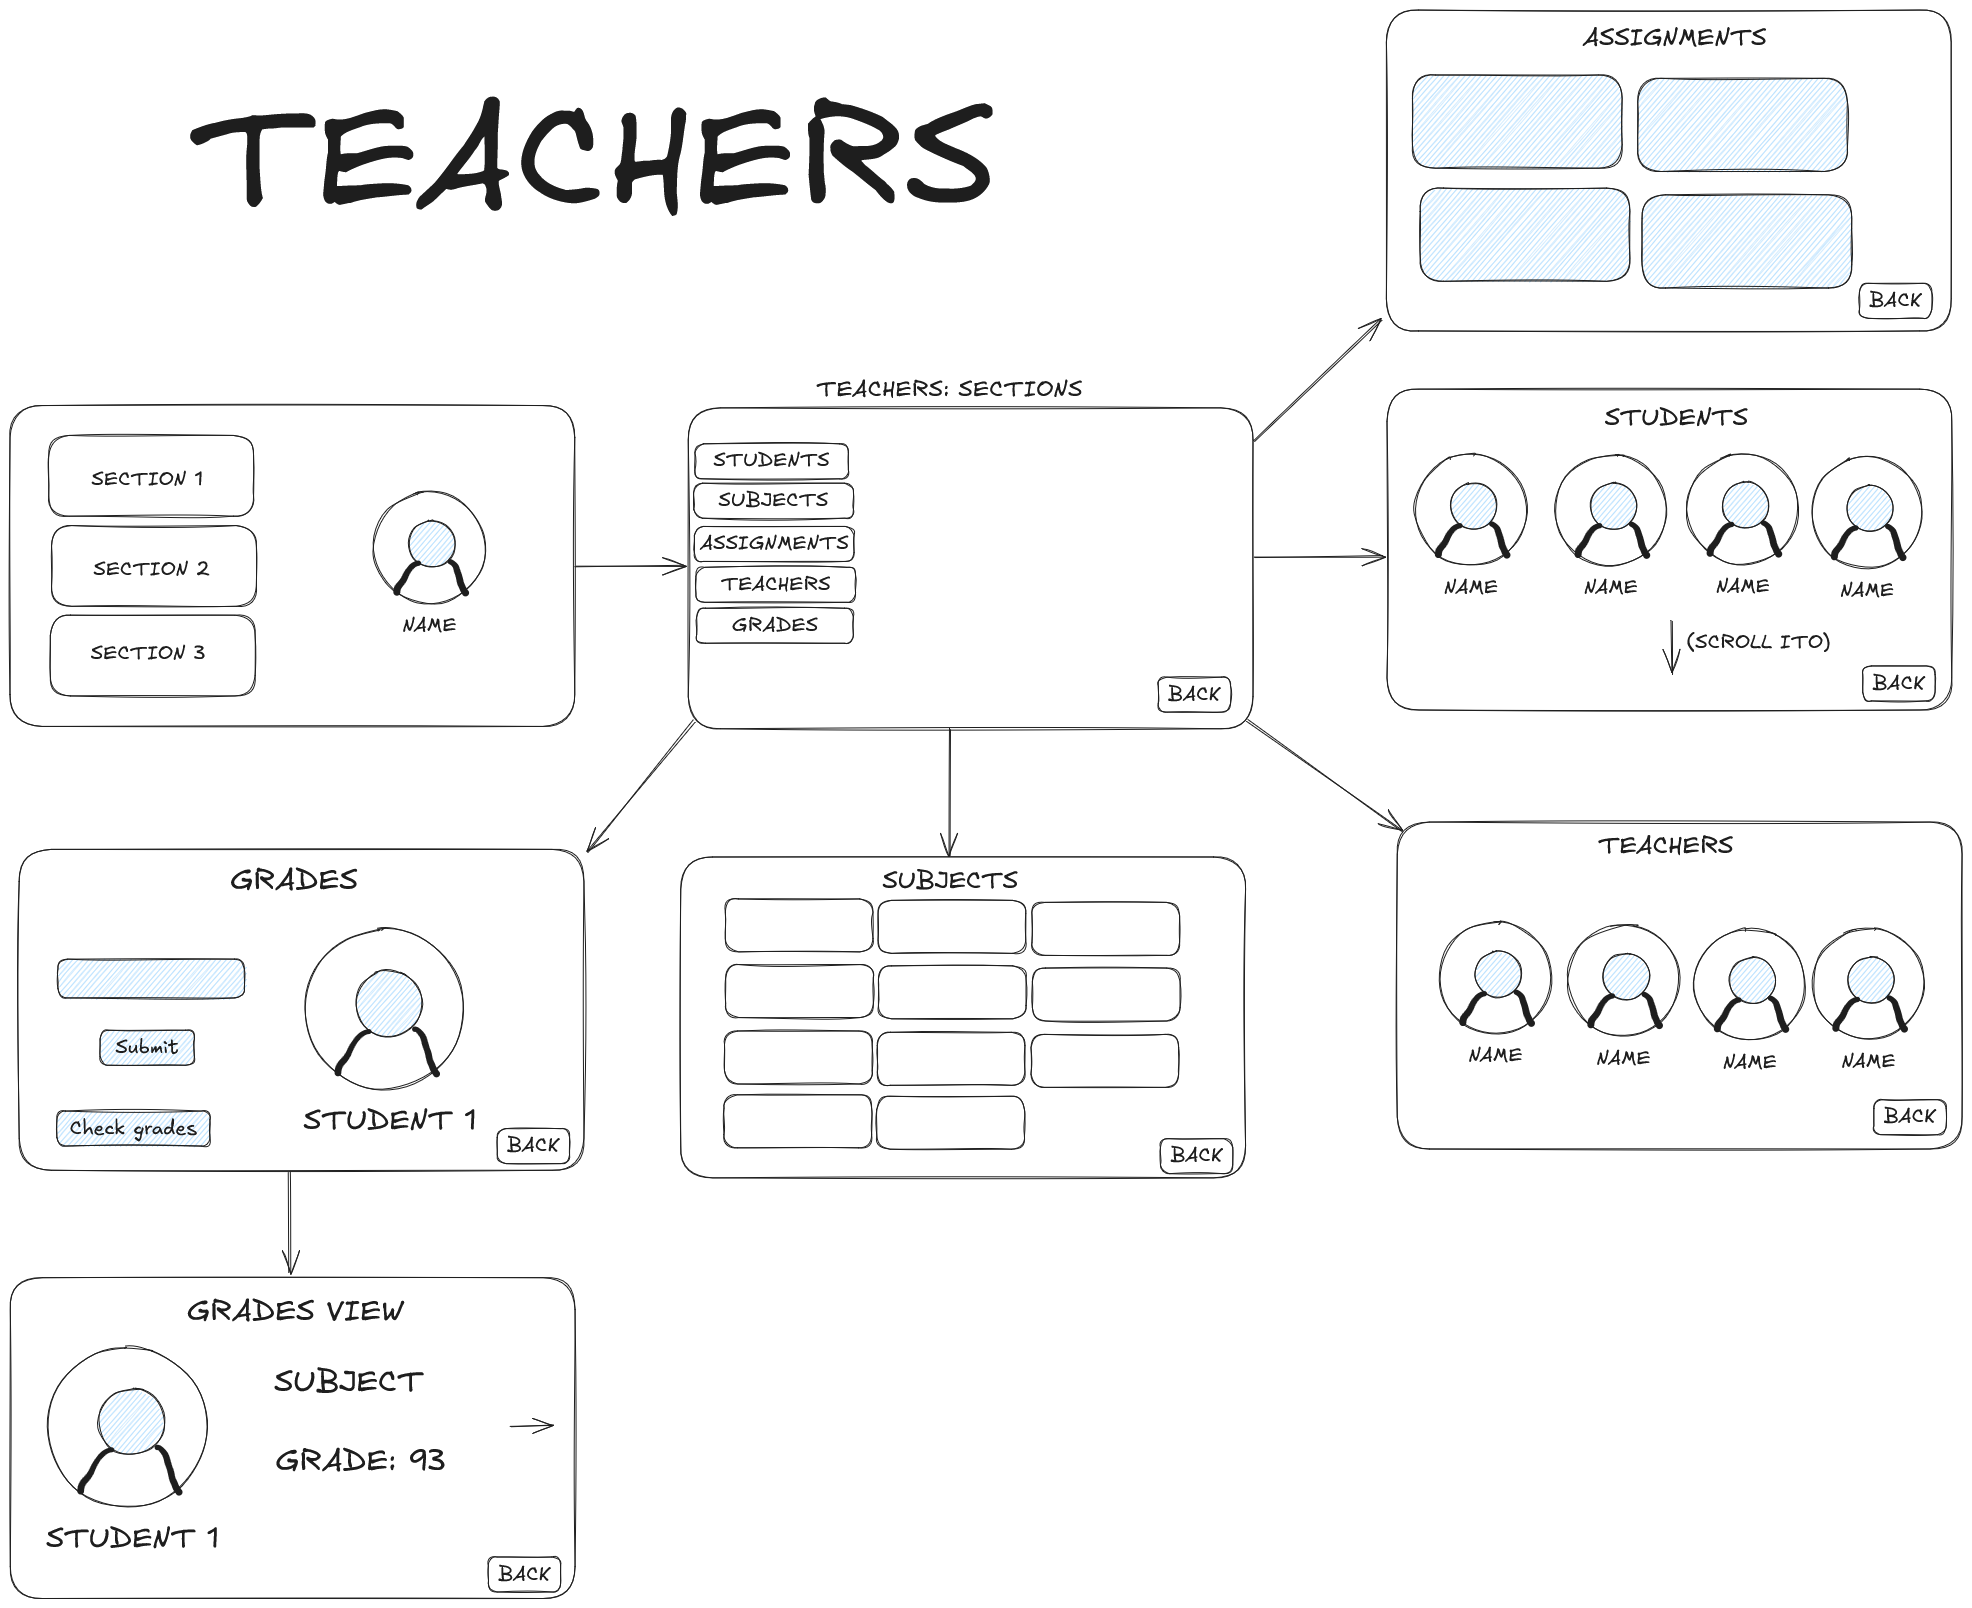 TEACHERS
ASSIGNMENTS
BACK
SECTION 1
SECTION 2
SECTION 3
NAME
TEACHERS: SECTIONS
STUDENTS
SUBJECTS
ASSIGNMENTS
TEACHERS
GRADES
BACK
STUDENTS
NAME NAME NAME NAME
(SCROLL ITO)
BACK
GRADES
Submit
Check grades
STUDENT 1
BACK
SUBJECTS
BACK
TEACHERS
NAME NAME NAME NAME
BACK
GRADES VIEW
SUBJECT
GRADE: 93
STUDENT 1
BACK